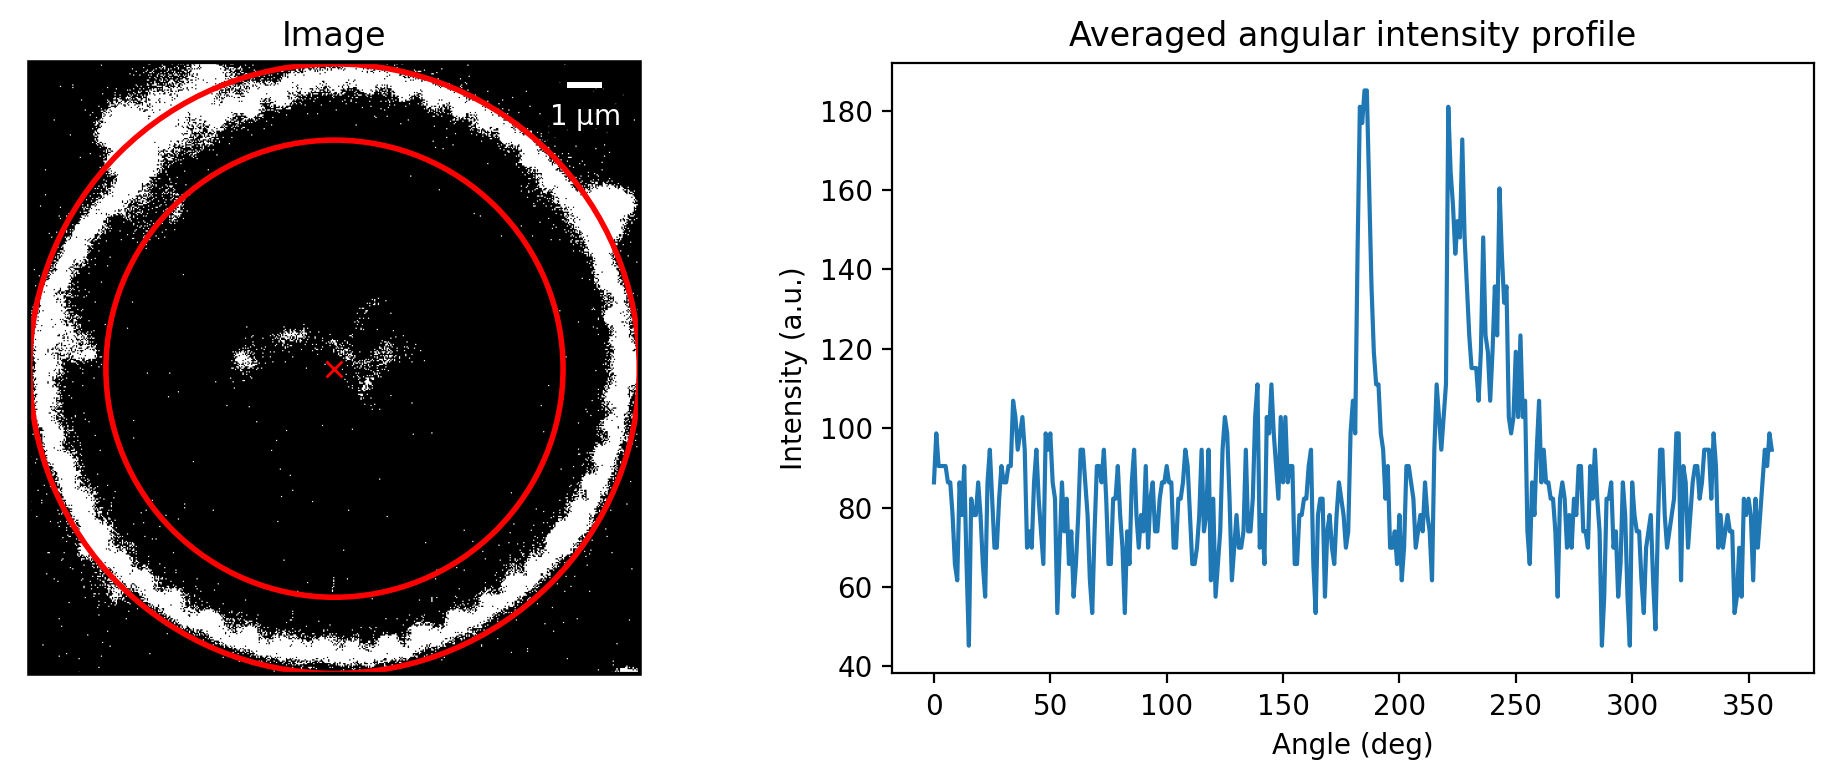 Image
1 μm
Averaged angular intensity profile
Intensity (a.u.)
180
160
140
120
100
80
60
40
0 50 100 150 200 250 300 350
Angle (deg)